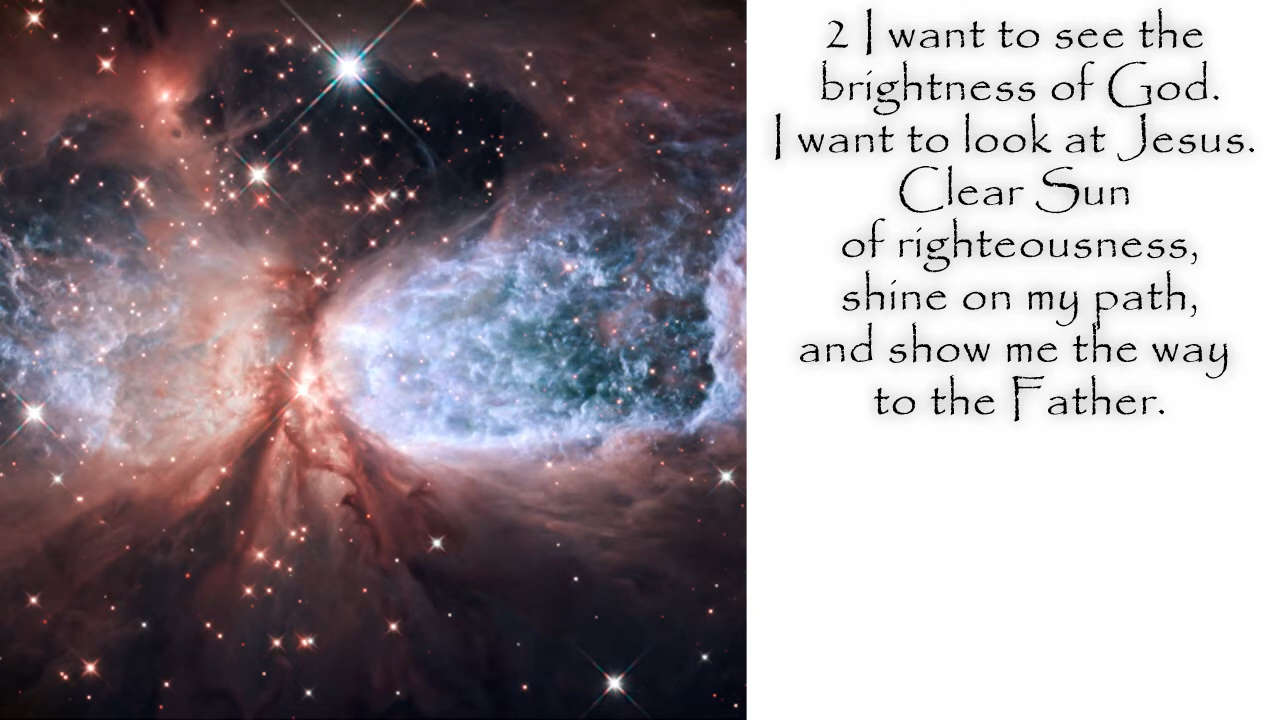 2 I want to see the
brightness of God.
I want to look at Jesus.
Clear Sun
of righteousness,
shine on my path,
and show me the way
to the Father.